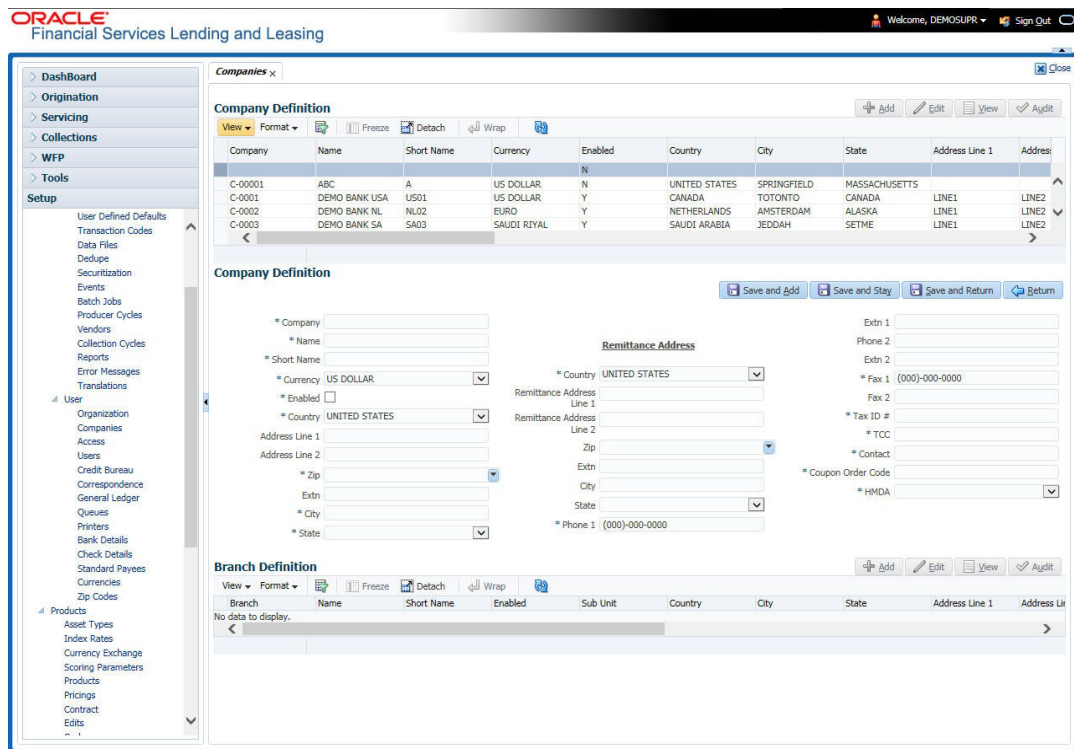 ORACLE
Financial Services Lending and Leasing
Welcome, DEMOSUPR
Sign Out
Close
DashBoard
Origination
Servicing
Collections
WFP
Tools
Setup
User Defined Defaults
Transaction Codes
Data Files
Dedupe
Securitization
Events
Batch Jobs
Producer Cycles
Vendors
Collection Cycles
Reports
Error Messages
Translations
User
Organization
Companies
Access
Users
Credit Bureau
Correspondence
General Ledger
Queues
Printers
Bank Details
Check Details
Standard Payees
Currencies
Zip Codes
Products
Asset Types
Index Rates
Currency Exchange
Scoring Parameters
Products
Pricings
Contract
Edits
Companies
Company Definition
Add Edit View Audit
View Format Freeze Detach Wrap
Company Name Short Name Currency Enabled Country City State Address Line 1 Address
N
C-00001 ABC A US DOLLAR N UNITED STATES SPRINGFIELD MASSACHUSETTS
C-0001 DEMO BANK USA US01 US DOLLAR Y CANADA TOTONTO CANADA LINE1 LINE2
C-0002 DEMO BANK NL NL02 EURO Y NETHERLANDS AMSTERDAM ALASKA LINE1 LINE2
C-0003 DEMO BANK SA SA03 SAUDI RIYAL Y SAUDI ARABIA JEDDAH SETME LINE1 LINE2
Company Definition
Save and Add Save and Stay Save and Return Return
* Company
* Name
* Short Name
* Currency US DOLLAR
* Enabled
* Country UNITED STATES
Address Line 1
Address Line 2
* Zip
Extn
* City
* State
Remittance Address
* Country UNITED STATES
Remittance Address
Line 1
Remittance Address
Line 2
Zip
Extn
City
State
* Phone 1 (000)-000-0000
Extn 1
Phone 2
Extn 2
* Fax 1 (000)-000-0000
Fax 2
* Tax ID #
* TCC
* Contact
* Coupon Order Code
* HMDA
Branch Definition
Add Edit View Audit
View Format Freeze Detach Wrap
Branch Name Short Name Enabled Sub Unit Country City State Address Line 1 Address Lin
No data to display.